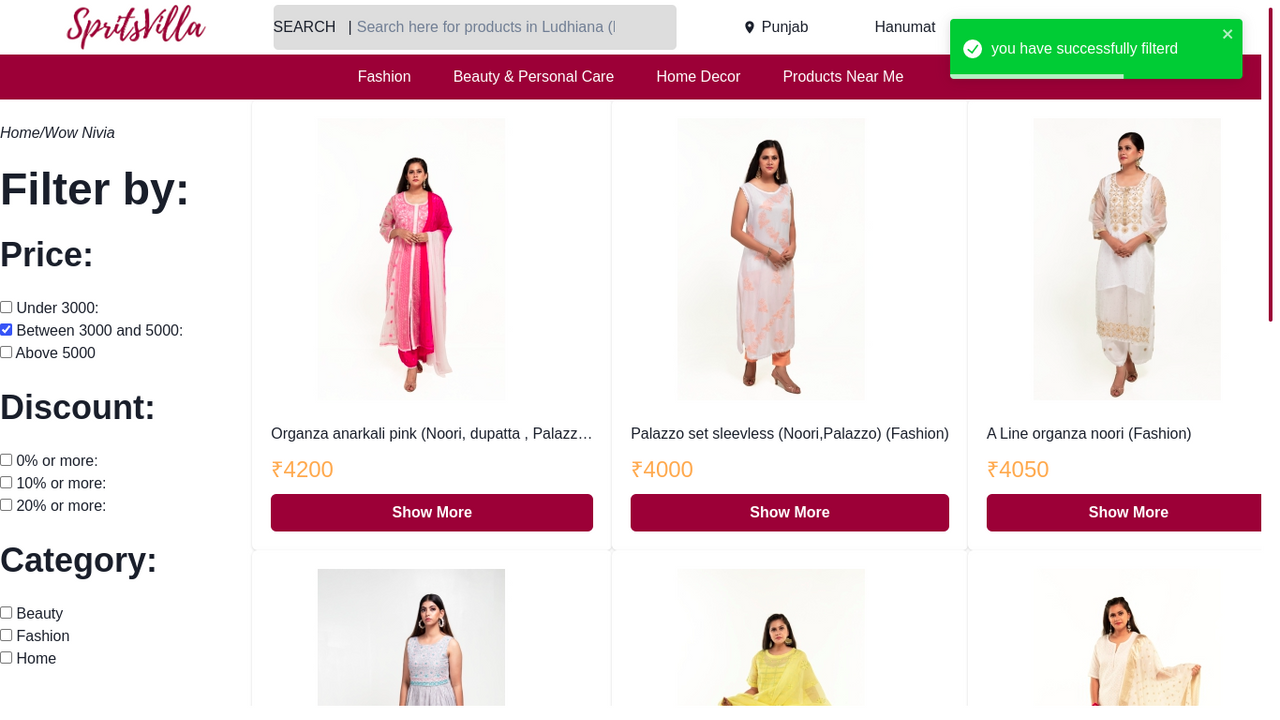 SpritsVilla
SEARCH | Search here for products in Ludhiana (
Punjab
Hanumat
you have successfully filterd
Fashion
Beauty & Personal Care
Home Decor
Products Near Me
Home/Wow Nivia
Filter by:
Price:
Under 3000:
Between 3000 and 5000:
Above 5000
Discount:
0% or more:
10% or more:
20% or more:
Category:
Beauty
Fashion
Home
Organza anarkali pink (Noori, dupatta , Palazz...
₹4200
Show More
Palazzo set sleevless (Noori,Palazzo) (Fashion)
₹4000
Show More
A Line organza noori (Fashion)
₹4050
Show More